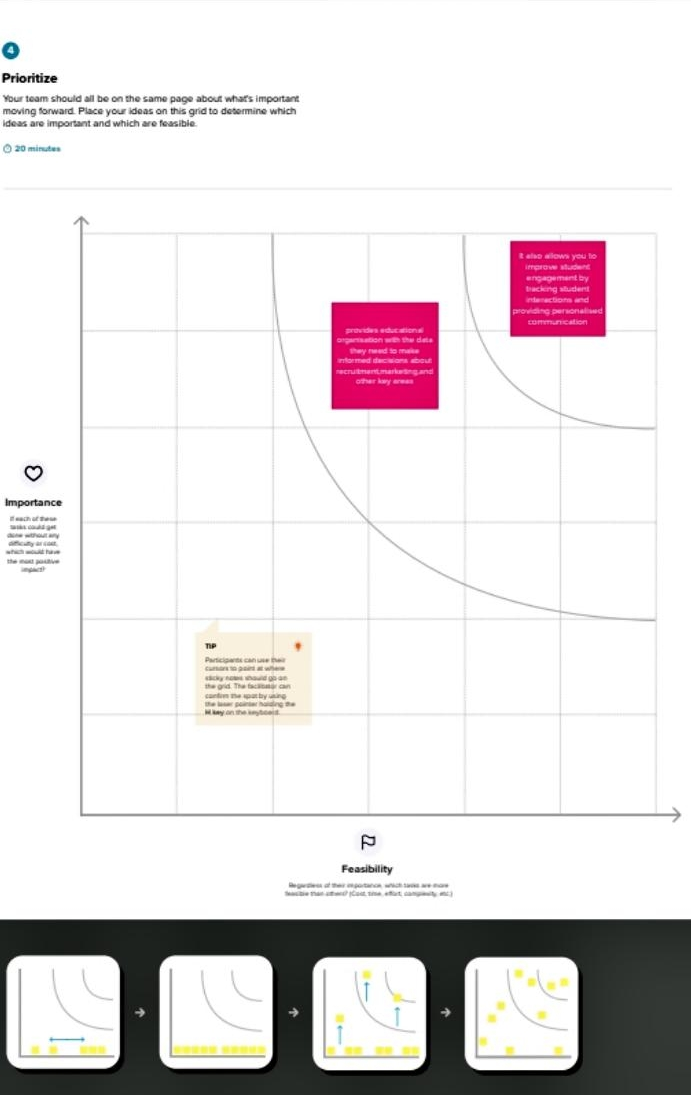 4
Prioritize
Your team should all be on the same page about what's important
moving forward. Place your ideas on this grid to determine which
ideas are important and which are feasible.
20 minutes
It also allows you to
improve student
engagement by
tracking student
interactions and
providing personalised
communication
provides educational
organisation with the data
they need to make
informed decisions about
recruitment,marketing,and
other key areas
Importance
If each of these
tasks could get
done without any
difficulty or cost,
which would have
the most positive
impact?
TIP
Participants can use their
cursors to point at where
sticky notes should go on
the grid. The facilitator can
confirm the spot by using
the laser pointer holding the
H key on the keyboard.
Feasibility
Regardless of their importance, which tasks are more
feasible than others? (Cost, time, effort, complexity, etc.)